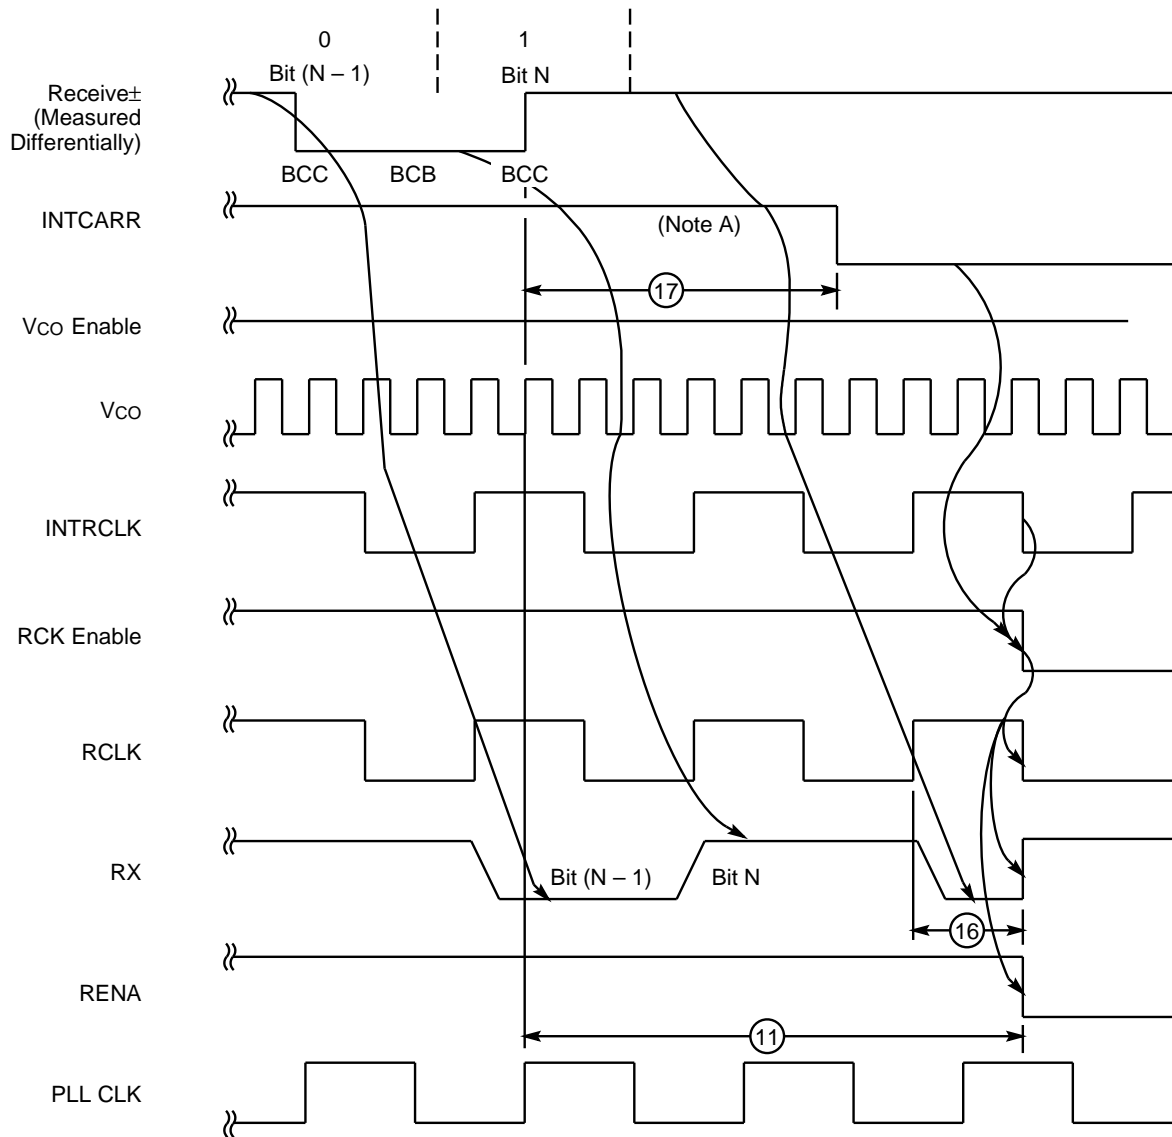 0
1
Bit (N – 1)
Bit N
Receive±
(Measured
Differentially)
BCC
BCB
BCC
INTCARR
(Note A)
17
VCO Enable
VCO
INTRCLK
RCK Enable
RCLK
RX
Bit (N – 1)
Bit N
16
RENA
11
PLL CLK